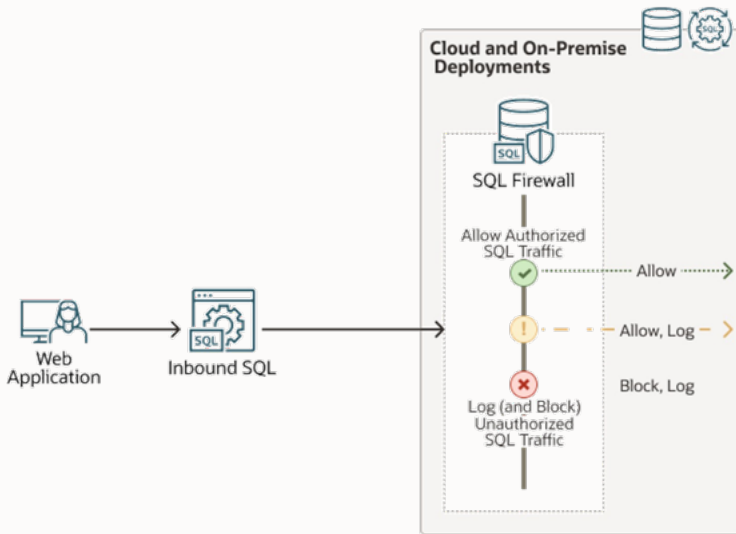 Cloud and On-Premise
Deployments
SQL
SQL
SQL Firewall
Allow Authorized
SQL Traffic
Allow
Allow, Log
Block, Log
Log (and Block)
Unauthorized
SQL Traffic
SQL
Web
Application
Inbound SQL